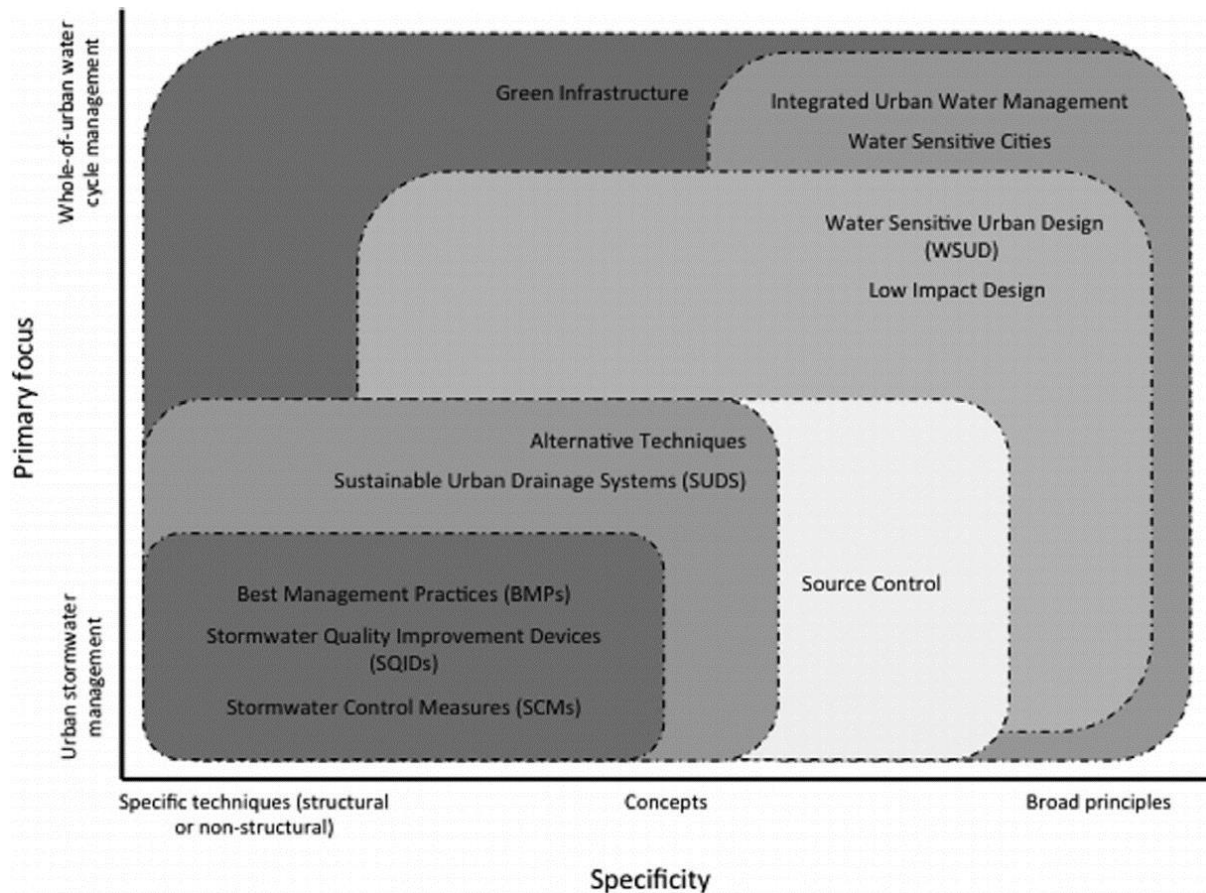 Whole-of-urban water
cycle management
Primary focus
Urban stormwater
management
Green Infrastructure
Integrated Urban Water Management
Water Sensitive Cities
Water Sensitive Urban Design
(WSUD)
Low Impact Design
Alternative Techniques
Sustainable Urban Drainage Systems (SUDS)
Source Control
Best Management Practices (BMPs)
Stormwater Quality Improvement Devices
(SQIDs)
Stormwater Control Measures (SCMs)
Specific techniques (structural
or non-structural)
Concepts
Broad principles
Specificity